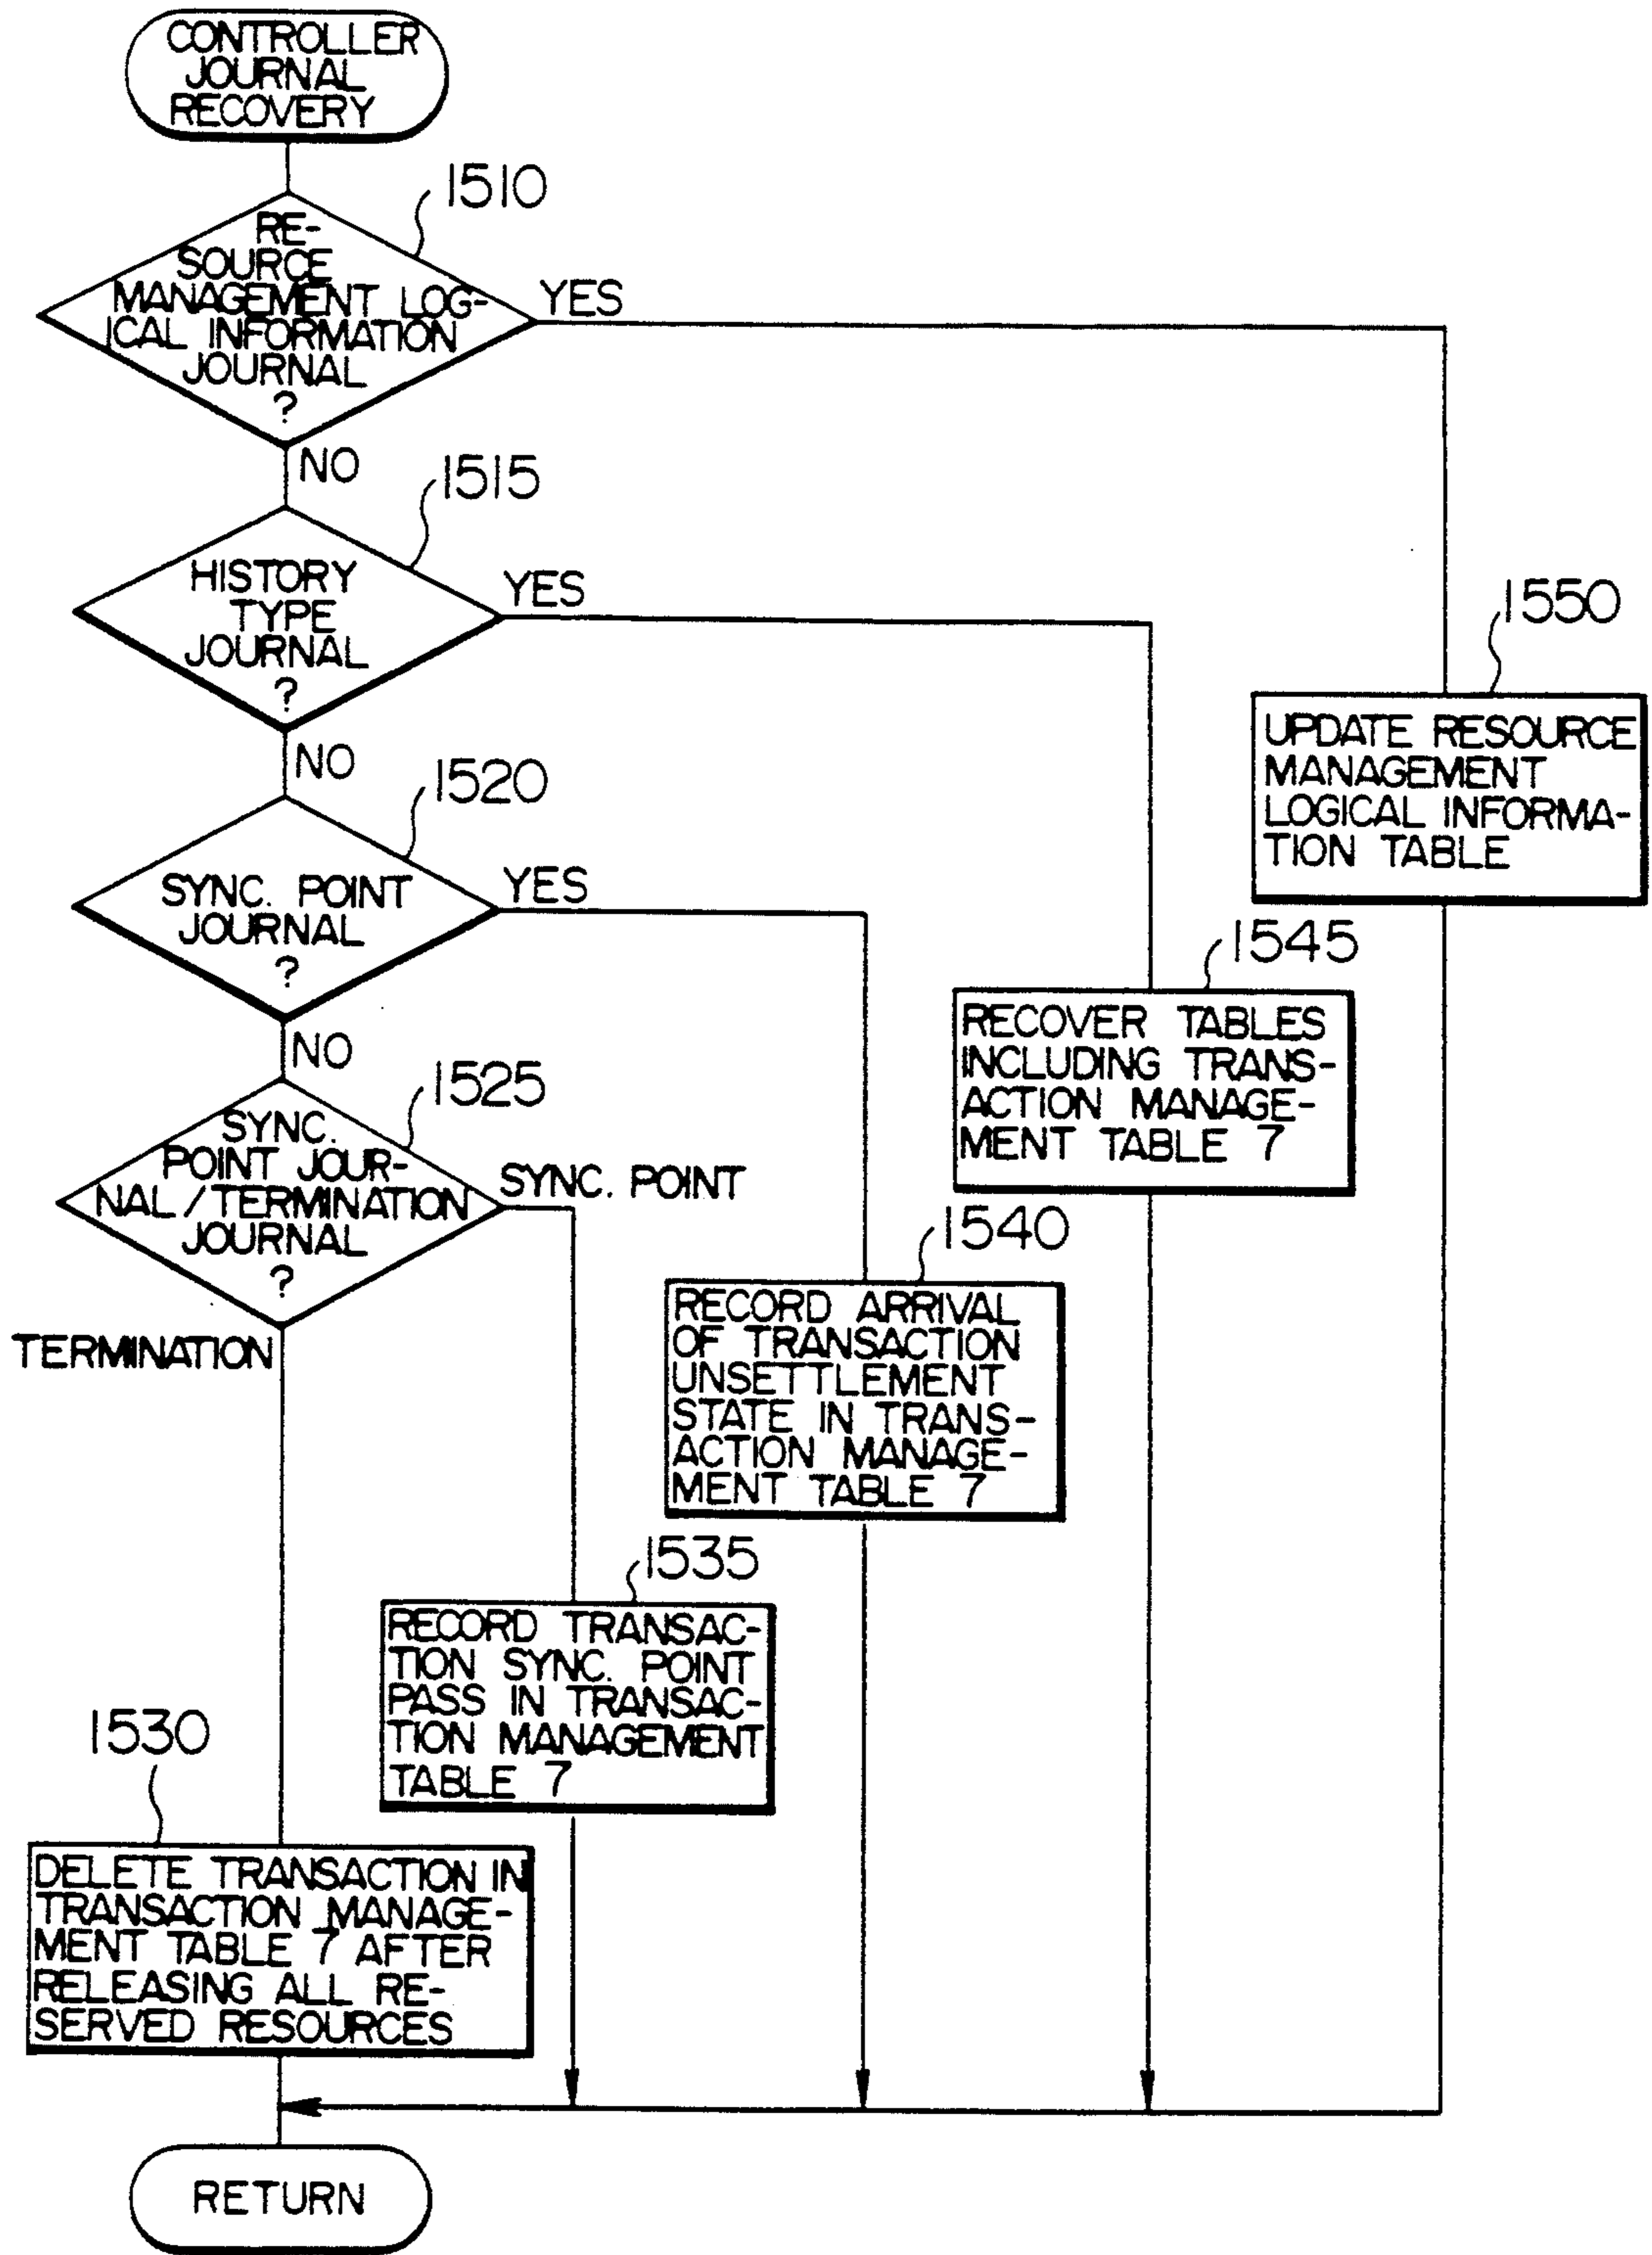 CONTROLLER
JOURNAL
RECOVERY
1510
RE-
SOURCE
MANAGEMENT LOG-
ICAL INFORMATION
JOURNAL
?
YES
NO
1515
HISTORY
TYPE
JOURNAL
?
YES
NO
1520
SYNC. POINT
JOURNAL
?
YES
NO
1525
SYNC.
POINT JOUR-
NAL/TERMINATION
JOURNAL
?
SYNC. POINT
TERMINATION
1550
UPDATE RESOURCE
MANAGEMENT
LOGICAL INFORMA-
TION TABLE
1545
RECOVER TABLES
INCLUDING TRANS-
ACTION MANAGE-
MENT TABLE 7
1540
RECORD ARRIVAL
OF TRANSACTION
UNSETTLEMENT
STATE IN TRANS-
ACTION MANAGE-
MENT TABLE 7
1535
RECORD TRANSAC-
TION SYNC. POINT
PASS IN TRANSAC-
TION MANAGEMENT
TABLE 7
1530
DELETE TRANSACTION IN
TRANSACTION MANAGE-
MENT TABLE 7 AFTER
RELEASING ALL RE-
SERVED RESOURCES
RETURN